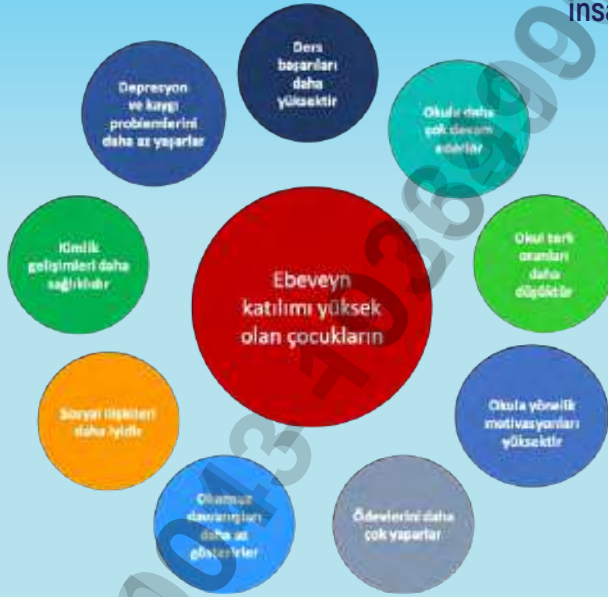 insa
Ders
başarıları
daha
yüksektir
Okula daha
çok devam
ederler
Okul terk
oranları
daha
düşüktür
Okula yönelik
motivasyonları
yüksektir
Ödevlerini daha
çok yaparlar
Olumsuz
davranışları
daha az
gösterirler
Sosyal ilişkileri
daha iyidir
Kimlik
gelişimleri daha
sağlıklıdır
Depresyon
ve kaygı
problemlerini
daha az yaşarlar
Ebeveyn
katılımı yüksek
olan çocukların